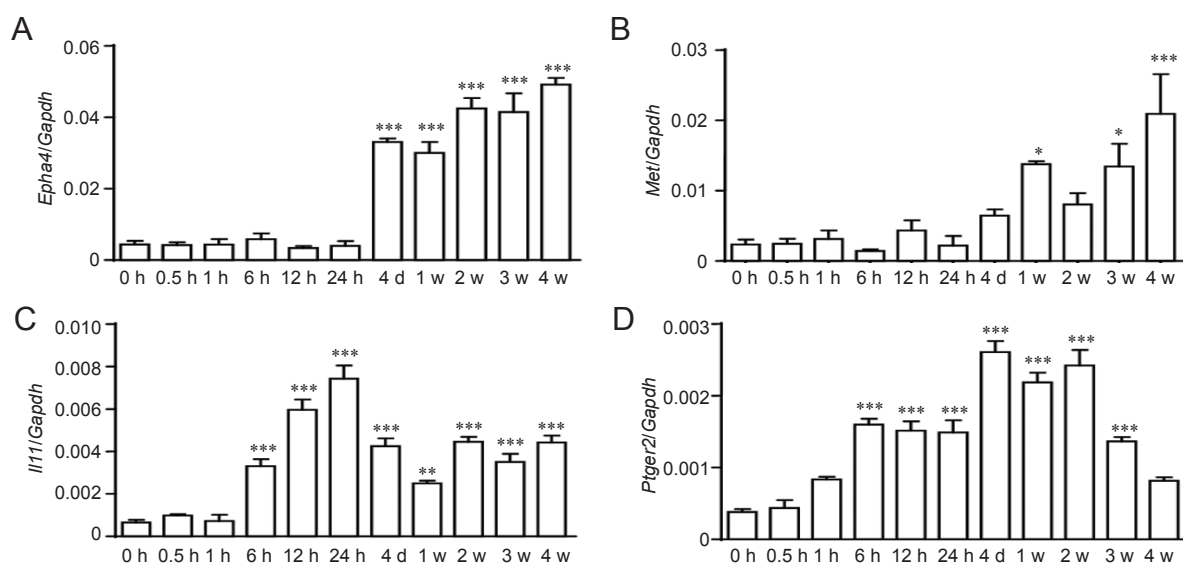 A
Epha4/Gapdh
0.06
0.04
0.02
0
*** *** *** *** ***
0 h 0.5 h 1 h 6 h 12 h 24 h 4 d 1 w 2 w 3 w 4 w
B
Met/Gapdh
0.03
0.02
0.01
0
* * ***
0 h 0.5 h 1 h 6 h 12 h 24 h 4 d 1 w 2 w 3 w 4 w
C
Il11/Gapdh
0.010
0.008
0.006
0.004
0.002
0
*** *** *** *** ** *** *** ***
0 h 0.5 h 1 h 6 h 12 h 24 h 4 d 1 w 2 w 3 w 4 w
D
Ptger2/Gapdh
0.003
0.002
0.001
0
*** *** *** *** *** *** ***
0 h 0.5 h 1 h 6 h 12 h 24 h 4 d 1 w 2 w 3 w 4 w